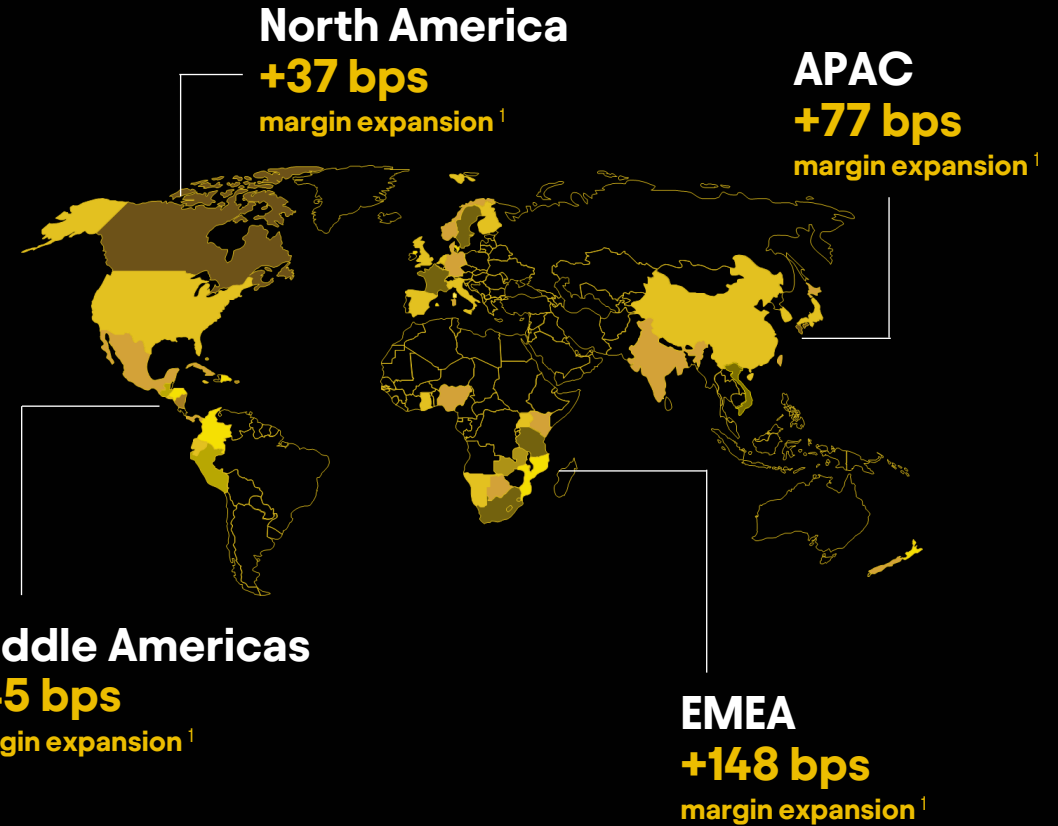 North America
+37 bps
margin expansion 1
APAC
+77 bps
margin expansion 1
ddle Americas
5 bps
gin expansion 1
EMEA
+148 bps
margin expansion 1